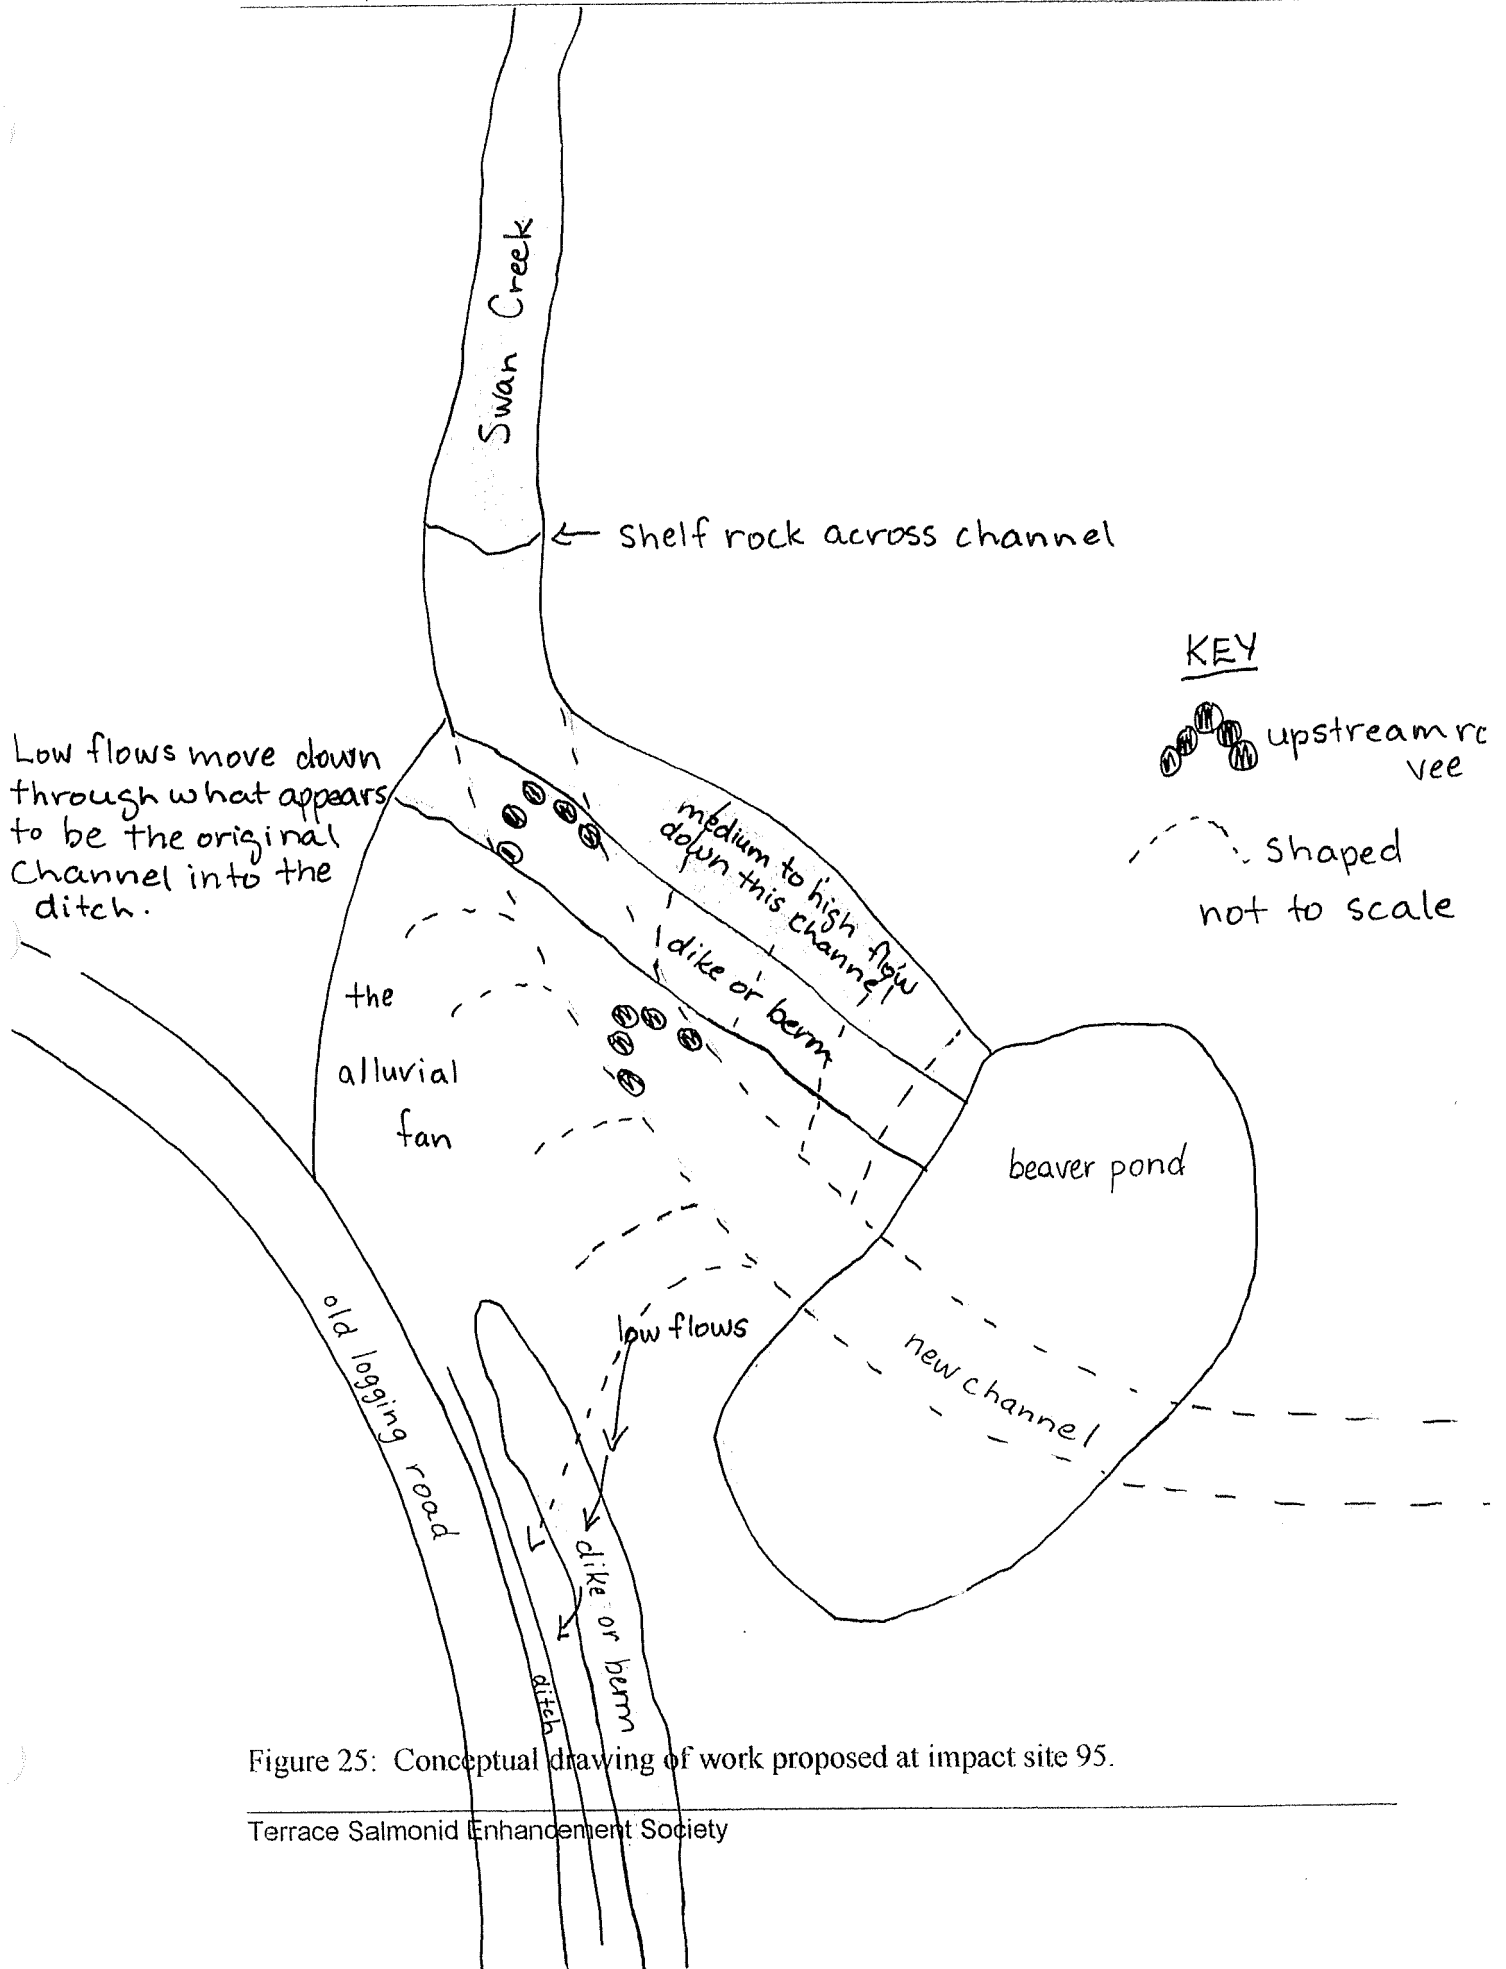 Swan Creek
← shelf rock across channel
KEY
upstream rc
vee
shaped
not to scale
Low flows move down
through what appears
to be the original
Channel into the
ditch.
medium to high flow
down this channel
dike or berm
the
alluvial
fan
beaver pond
low flows
new channel
old logging road
dike or berm
ditch
Figure 25: Conceptual drawing of work proposed at impact site 95.
Terrace Salmonid Enhancement Society